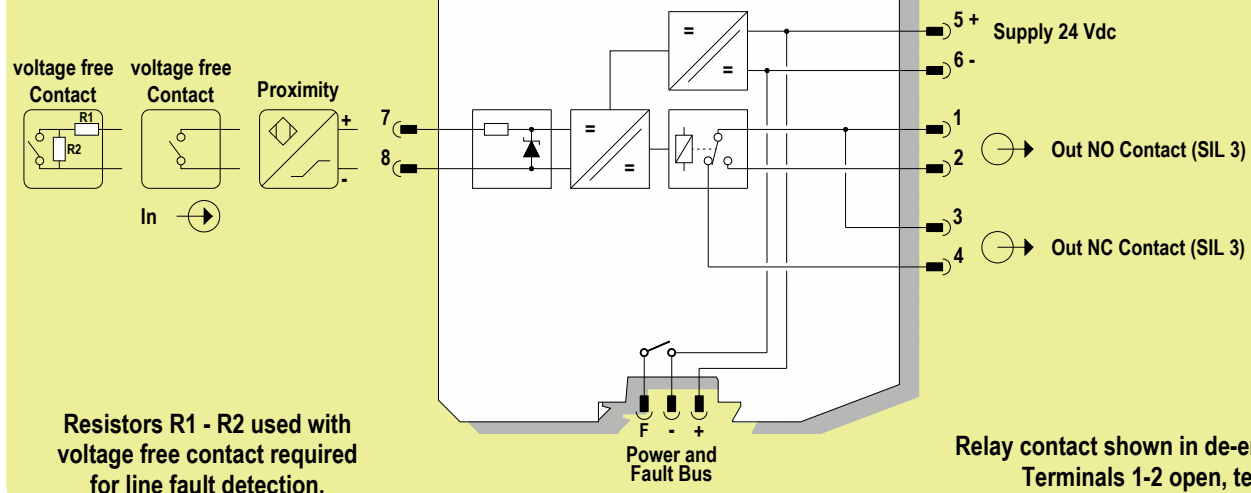 voltage free
Contact
R1
R2
voltage free
Contact
Proximity
+
-
In
7
8
=
=
=
=
5 +
6 -
Supply 24 Vdc
1
2
Out NO Contact (SIL 3)
3
4
Out NC Contact (SIL 3)
F - +
Power and
Fault Bus
Resistors R1 - R2 used with
voltage free contact required
for line fault detection.
Relay contact shown in
Terminals 1-2 open,